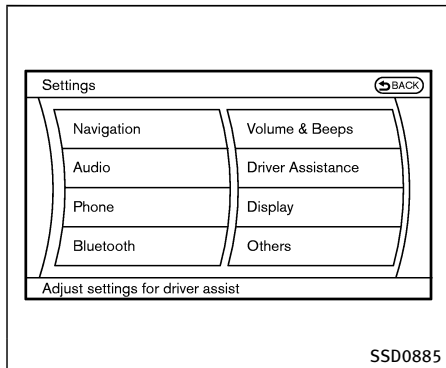 Settings
BACK
Navigation
Audio
Phone
Bluetooth
Volume & Beeps
Driver Assistance
Display
Others
Adjust settings for driver assist
SSD0885